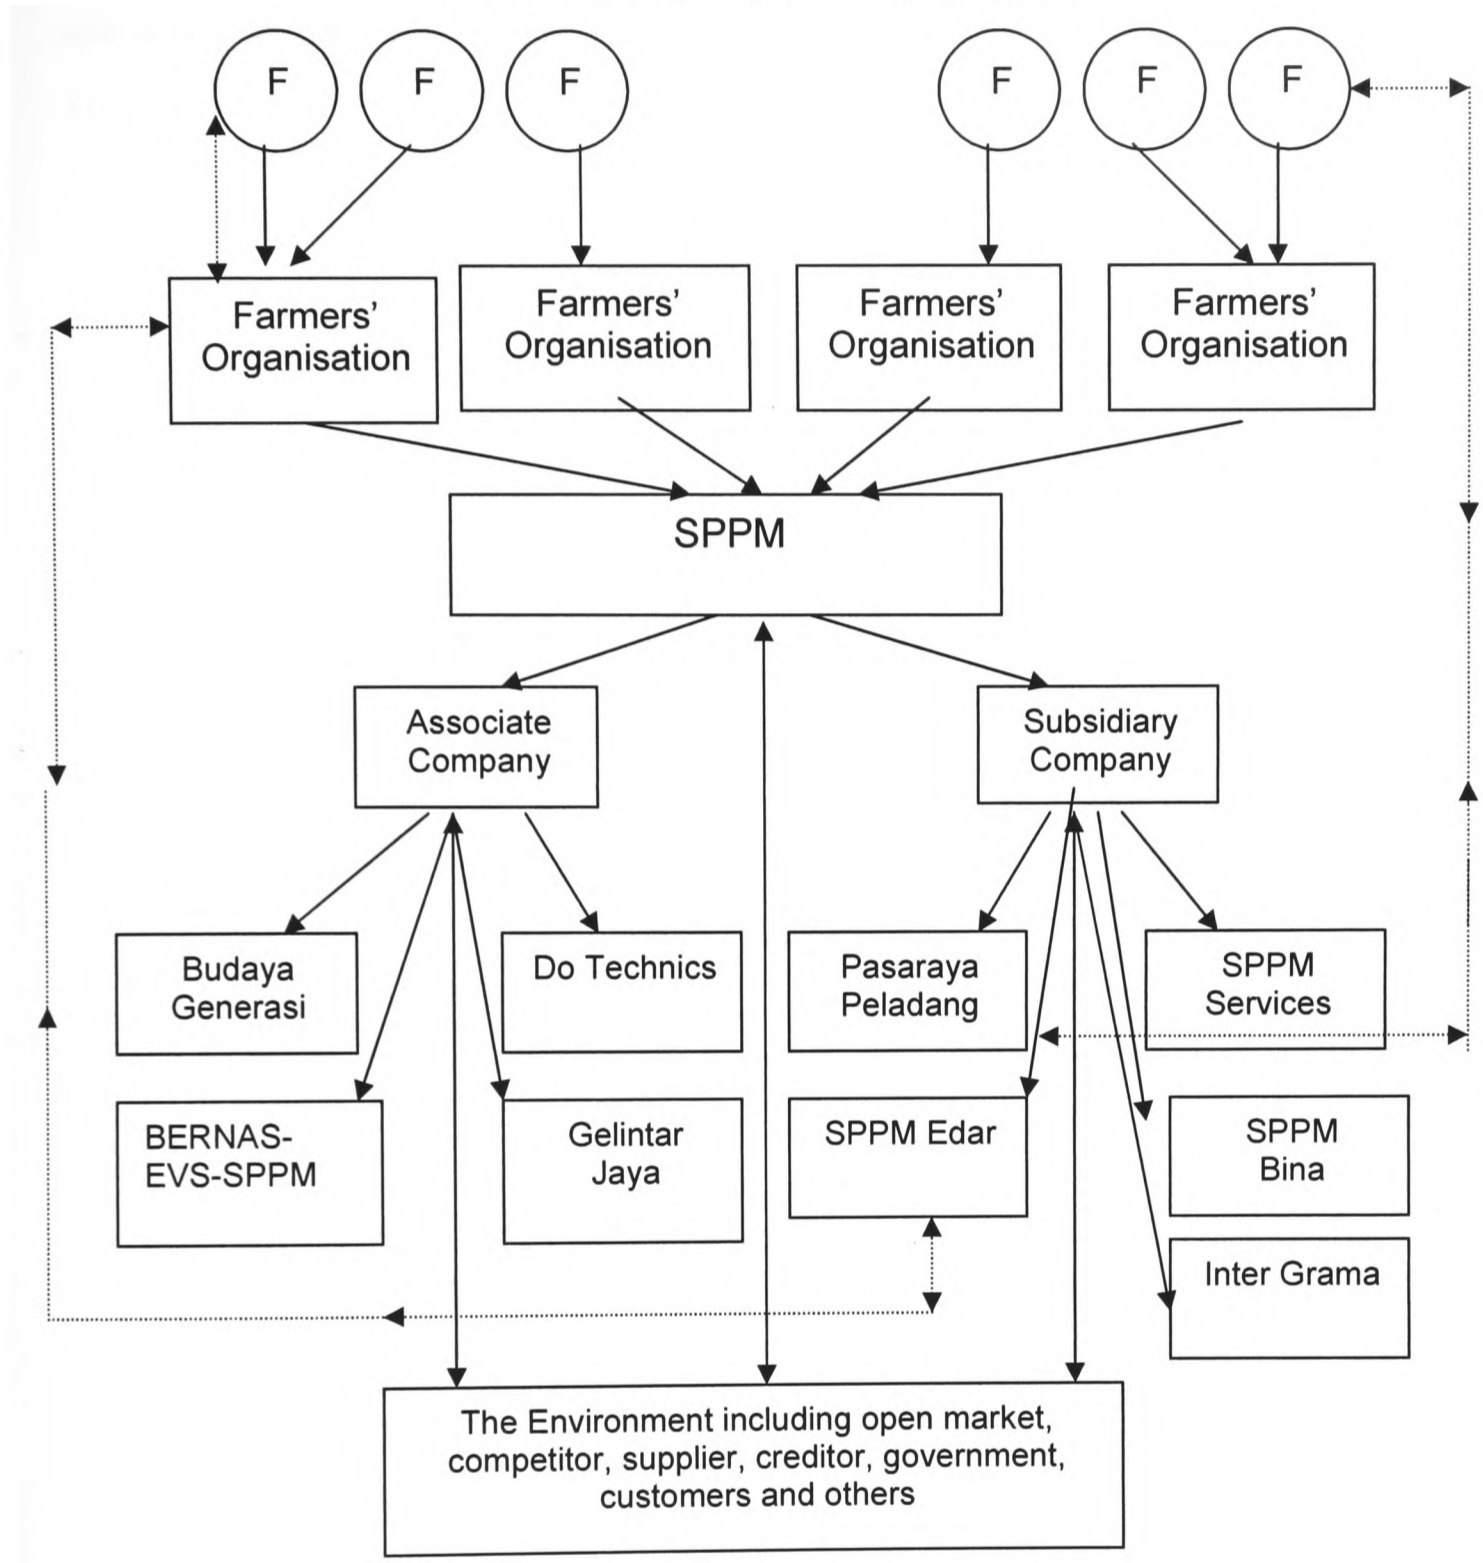 F
F
F
F
F
F
Farmers’
Organisation
Farmers’
Organisation
Farmers’
Organisation
Farmers’
Organisation
SPPM
Associate
Company
Subsidiary
Company
Budaya
Generasi
Do Technics
Pasaraya
Peladang
SPPM
Services
BERNAS-
EVS-SPPM
Gelintar
Jaya
SPPM Edar
SPPM
Bina
Inter Grama
The Environment including open market,
competitor, supplier, creditor, government,
customers and others